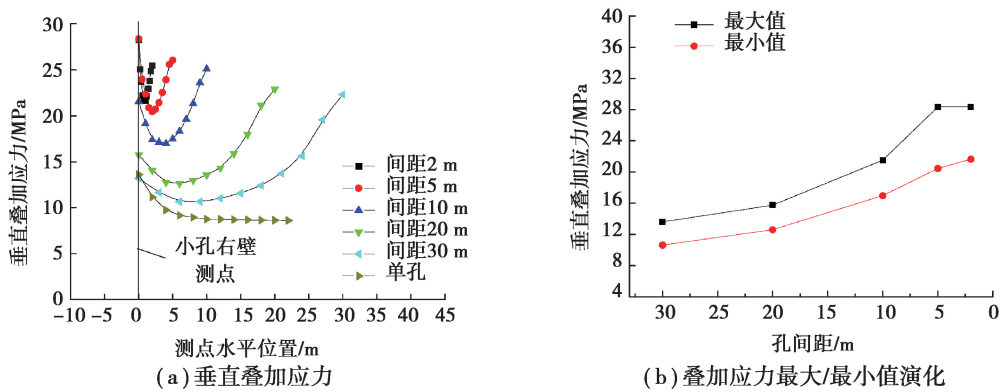 垂直叠加应力/MPa
30
25
20
15
10
5
0
-10 -5 0 5 10 15 20 25 30 35 40 45
测点水平位置/m
小孔右壁
测点
间距2 m
间距5 m
间距10 m
间距20 m
间距30 m
单孔
(a)垂直叠加应力
垂直叠加应力/MPa
40
36
32
28
24
20
16
12
8
4
30 25 20 15 10 5 0
孔间距/m
最大值
最小值
(b)叠加应力最大/最小值演化